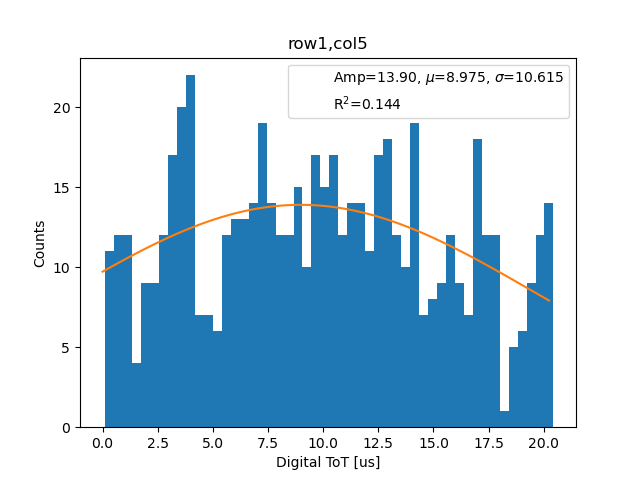 row1,col5
Amp=13.90, μ=8.975, σ=10.615
R²=0.144
Counts
20
15
10
5
0
0.0 2.5 5.0 7.5 10.0 12.5 15.0 17.5 20.0
Digital ToT [us]